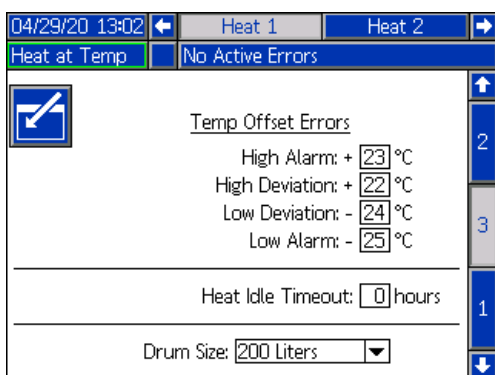 04/29/20 13:02 Heat 1 Heat 2
Heat at Temp No Active Errors
Temp Offset Errors
High Alarm: + 23 °C
High Deviation: + 22 °C
Low Deviation: - 24 °C
Low Alarm: - 25 °C
Heat Idle Timeout: 0 hours
Drum Size: 200 Liters
2
3
1